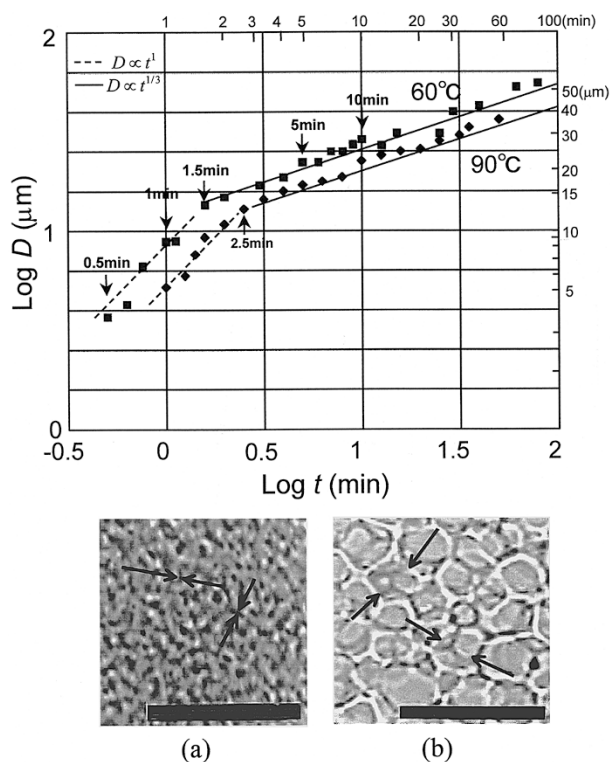 1 2 3 4 5 10 20 30 60 100(min)
2
D ∝ t¹
D ∝ t^{1/3}
10min
60℃
50(μm)
40
5min
30
90℃
20
1.5min
15
1min
1
2.5min
10
Log D (μm)
0.5min
5
0
-0.5 0 0.5 1 1.5 2
Log t (min)
(a) (b)